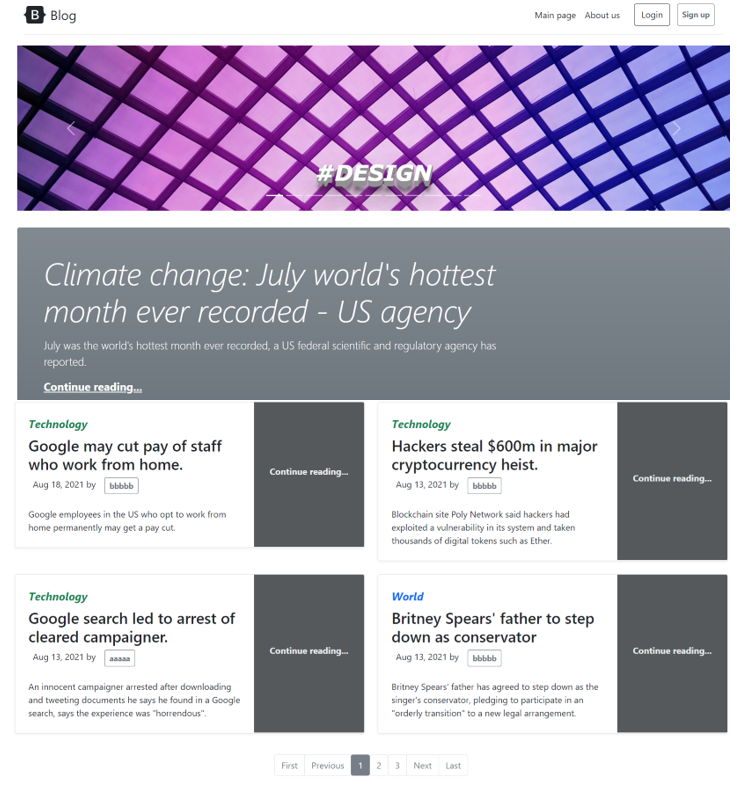 B Blog
Main page About us Login Sign up
#DESIGN
Climate change: July world's hottest
month ever recorded - US agency
July was the world's hottest month ever recorded, a US federal scientific and regulatory agency has
reported.
Continue reading...
Technology
Google may cut pay of staff
who work from home.
Aug 18, 2021 by bbbbb
Google employees in the US who opt to work from
home permanently may get a pay cut.
Continue reading...
Technology
Hackers steal $600m in major
cryptocurrency heist.
Aug 13, 2021 by bbbbb
Blockchain site Poly Network said hackers had
exploited a vulnerability in its system and taken
thousands of digital tokens such as Ether.
Continue reading...
Technology
Google search led to arrest of
cleared campaigner.
Aug 13, 2021 by aaaaa
An innocent campaigner arrested after downloading
and tweeting documents he says he found in a Google
search, says the experience was "horrendous".
Continue reading...
World
Britney Spears' father to step
down as conservator
Aug 13, 2021 by bbbbb
Britney Spears' father has agreed to step down as the
singer's conservator, pledging to participate in an
"orderly transition" to a new legal arrangement.
Continue reading...
First Previous 1 2 3 Next Last